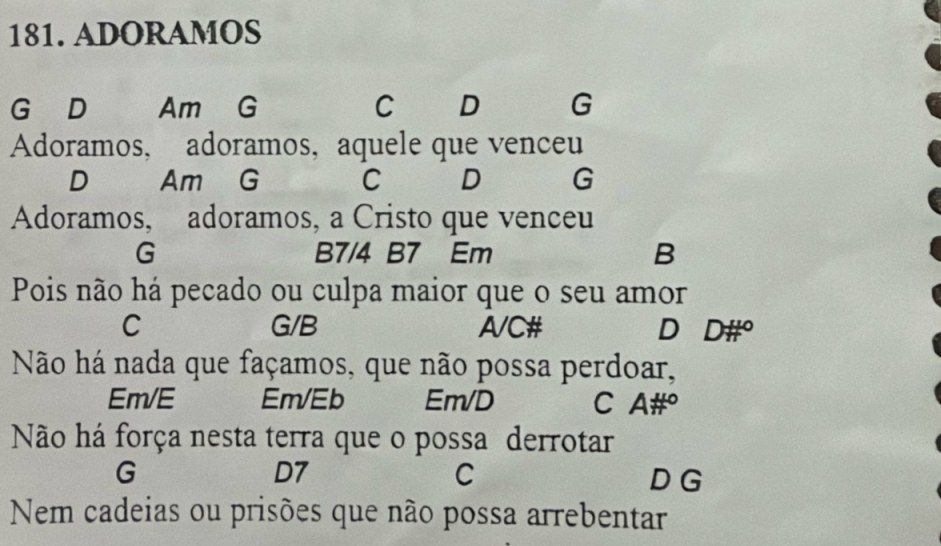 181. ADORAMOS
G D Am G C D G
Adoramos, adoramos, aquele que venceu
D Am G C D G
Adoramos, adoramos, a Cristo que venceu
G B7/4 B7 Em B
Pois não há pecado ou culpa maior que o seu amor
C G/B A/C# D D#º
Não há nada que façamos, que não possa perdoar,
Em/E Em/Eb Em/D C A#º
Não há força nesta terra que o possa derrotar
G D7 C D G
Nem cadeias ou prisões que não possa arrebentar